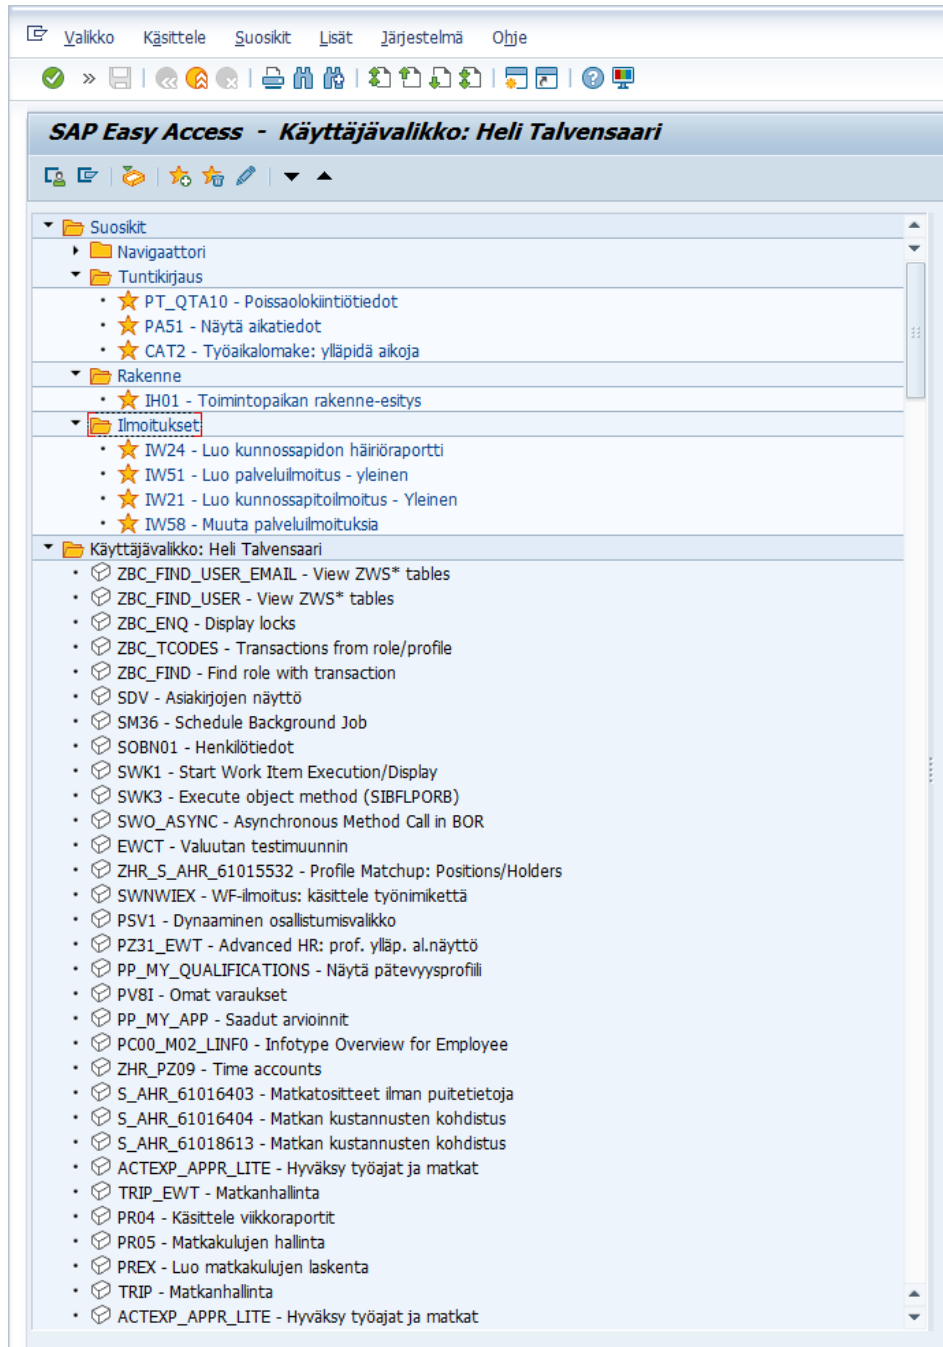 Valikko Käsittele Suosikit Lisät Järjestelmä Ohje
SAP Easy Access - Käyttäjävalikko: Heli Talvensaari
Suosikit
Navigaattori
Tuntikirjaus
PT_QTA10 - Poissaolokiintiötiedot
PA51 - Näytä aikatiedot
CAT2 - Työaikalomake: ylläpidä aikoja
Rakenne
IH01 - Toimintopaikan rakenne-esitys
Ilmoitukset
IW24 - Luo kunnossapidon häiriöraportti
IW51 - Luo palveluilmoitus - yleinen
IW21 - Luo kunnossapitoilmoitus - Yleinen
IW58 - Muuta palveluilmoituksia
Käyttäjävalikko: Heli Talvensaari
ZBC_FIND_USER_EMAIL - View ZWS* tables
ZBC_FIND_USER - View ZWS* tables
ZBC_ENQ - Display locks
ZBC_TCODES - Transactions from role/profile
ZBC_FIND - Find role with transaction
SDV - Asiakirjojen näyttö
SM36 - Schedule Background Job
SOBN01 - Henkilötiedot
SWK1 - Start Work Item Execution/Display
SWK3 - Execute object method (SIBFLPORB)
SWO_ASYNC - Asynchronous Method Call in BOR
EWCT - Valuutan testimuunnin
ZHR_S_AHR_61015532 - Profile Matchup: Positions/Holders
SWNWIEX - WF-ilmoitus: käsittele työnimikettä
PSV1 - Dynaaminen osallistumisvalikko
PZ31_EWT - Advanced HR: prof. ylläp. al.näyttö
PP_MY_QUALIFICATIONS - Näytä pätevyysprofiili
PV8I - Omat varaukset
PP_MY_APP - Saadut arvioinnit
PC00_M02_LINF0 - Infotype Overview for Employee
ZHR_PZ09 - Time accounts
S_AHR_61016403 - Matkatositteet ilman puitetietoja
S_AHR_61016404 - Matkan kustannusten kohdistus
S_AHR_61018613 - Matkan kustannusten kohdistus
ACTEXP_APPR_LITE - Hyväksy työajat ja matkat
TRIP_EWT - Matkanhallinta
PR04 - Käsittele viikkoraportit
PR05 - Matkakulujen hallinta
PREX - Luo matkakulujen laskenta
TRIP - Matkanhallinta
ACTEXP_APPR_LITE - Hyväksy työajat ja matkat